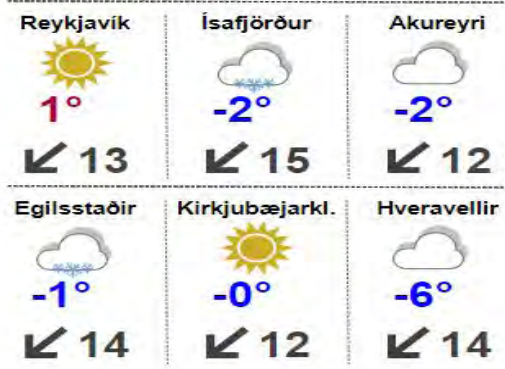 Reykjavík Ísafjörður Akureyri
1° -2° -2°
13 15 12
Egilsstaðir Kirkjubæjarkl. Hveravellir
-1° -0° -6°
14 12 14